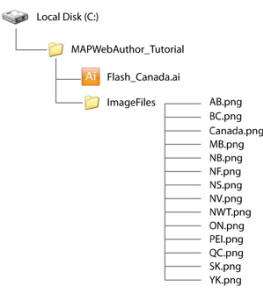 Local Disk (C:)
MAPWebAuthor_Tutorial
Ai Flash_Canada.ai
ImageFiles
AB.png
BC.png
Canada.png
MB.png
NB.png
NF.png
NS.png
NV.png
NWT.png
ON.png
PEI.png
QC.png
SK.png
YK.png